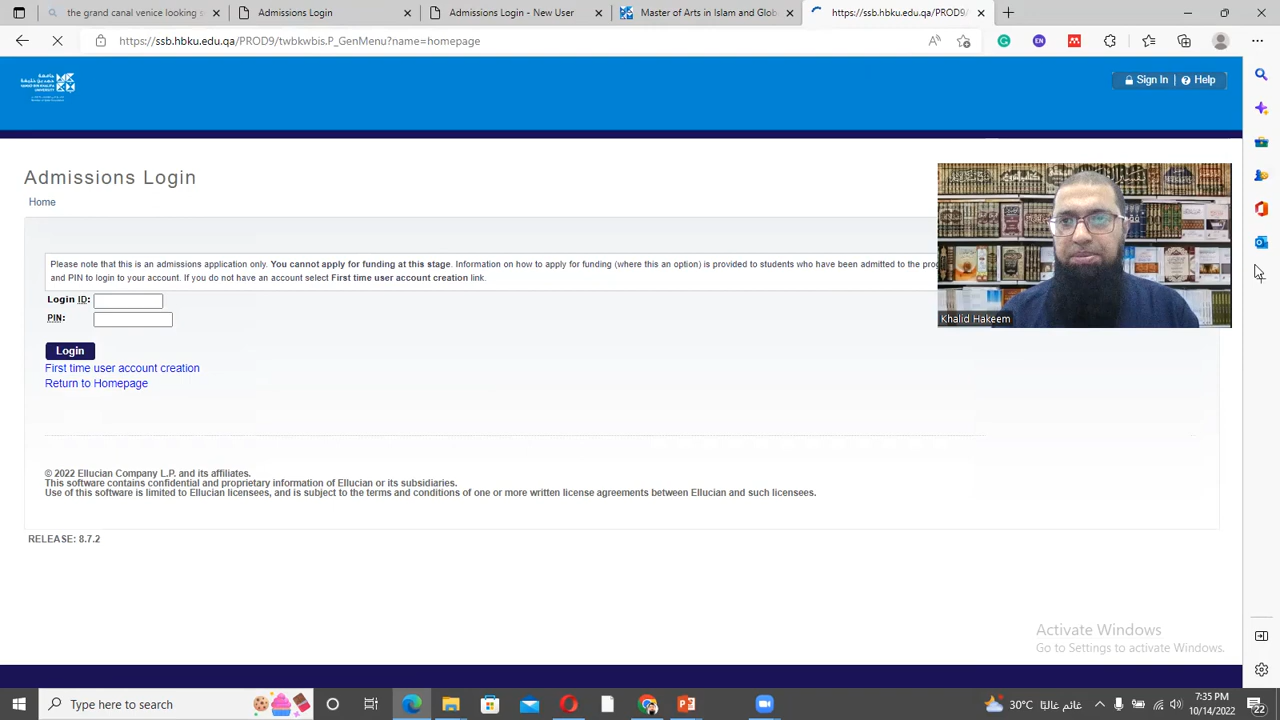 the grand canal venice looking s
Admissions Login
Admissions Login - New User
Master of Arts in Islam and Glob
https://ssb.hbku.edu.qa/PROD9/
https://ssb.hbku.edu.qa/PROD9/twbkwbis.P_GenMenu?name=homepage
Sign In | Help
Admissions Login
Home
Please note that this is an admissions application only. You cannot apply for funding at this stage. Information on how to apply for funding (where this an option) is provided to students who have been admitted to the pro
and PIN to login to your account. If you do not have an account select First time user account creation link.
Login ID:
PIN:
Login
First time user account creation
Return to Homepage
Khalid Hakeem
© 2022 Ellucian Company L.P. and its affiliates.
This software contains confidential and proprietary information of Ellucian or its subsidiaries.
Use of this software is limited to Ellucian licensees, and is subject to the terms and conditions of one or more written license agreements between Ellucian and such licensees.
RELEASE: 8.7.2
Activate Windows
Go to Settings to activate Windows.
Type here to search
30°C غائم غالبًا
7:35 PM
10/14/2022
22